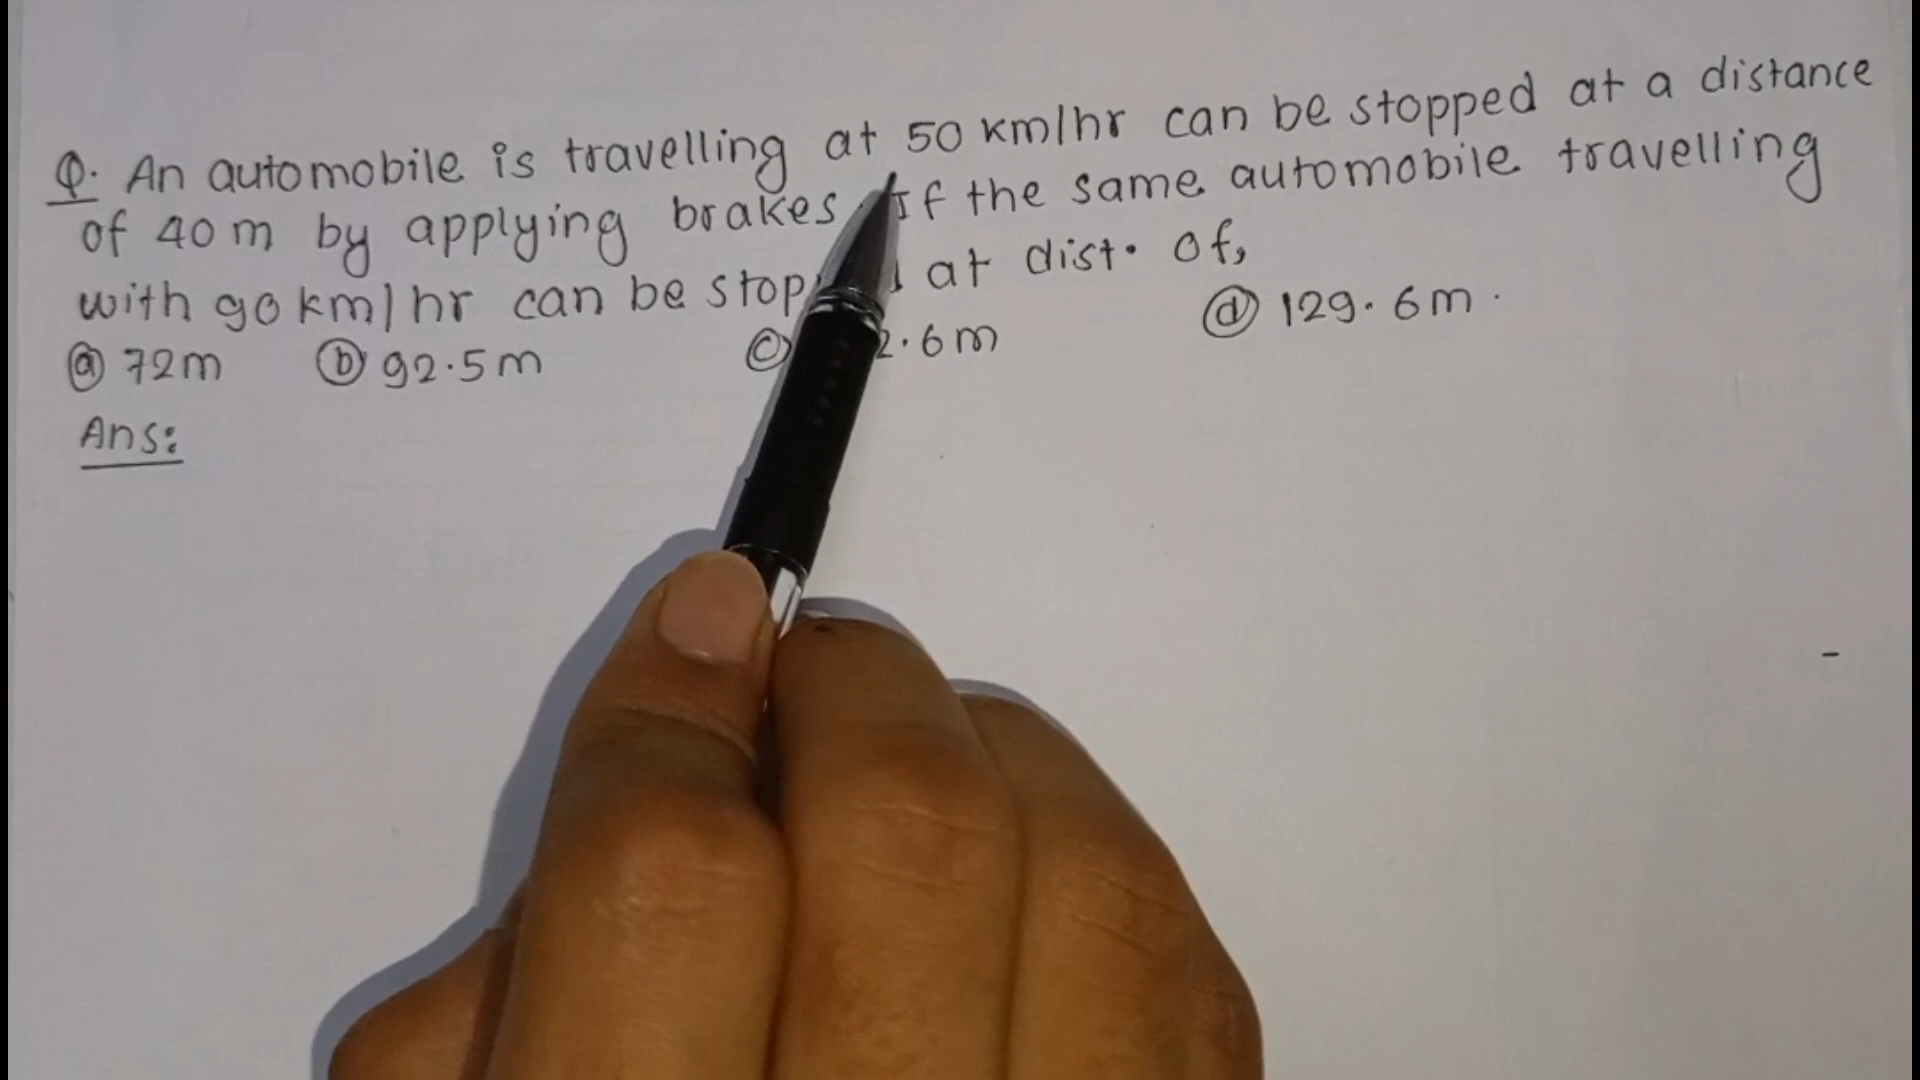 Q. An automobile is travelling at 50 km/hr can be stopped at a distance
of 40 m by applying brakes. If the same automobile travelling
with 90 km/hr can be at dist. of,
ⓐ 72m ⓑ 92.5m ⓒ 2.6m ⓓ 129.6m.
Ans: